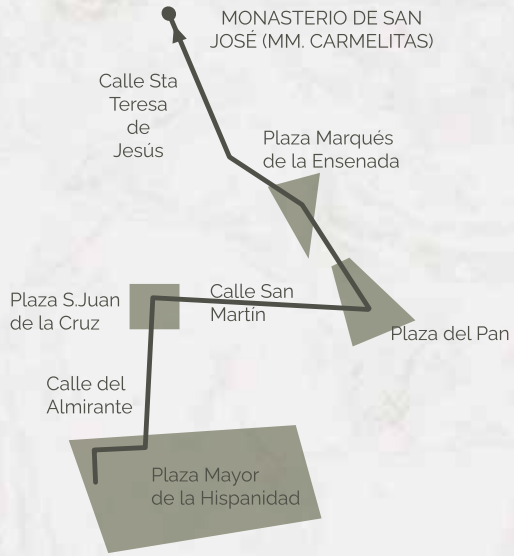 MONASTERIO DE SAN
JOSÉ (MM. CARMELITAS)
Calle Sta
Teresa
de
Jesús
Plaza Marqués
de la Ensenada
Calle San
Martín
Plaza S.Juan
de la Cruz
Plaza del Pan
Calle del
Almirante
Plaza Mayor
de la Hispanidad